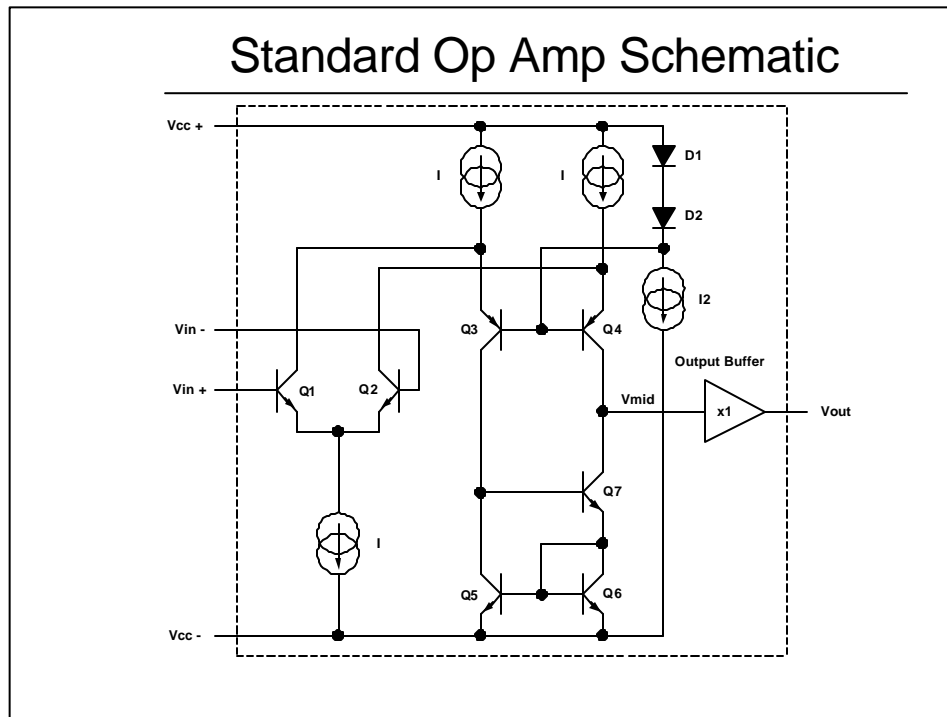 Standard Op Amp Schematic
Vcc +
D1
I
I
D2
I2
Vin -
Q3
Q4
Output Buffer
Vin +
Q1
Q2
Vmid
x1
Vout
Q7
I
Q5
Q6
Vcc -